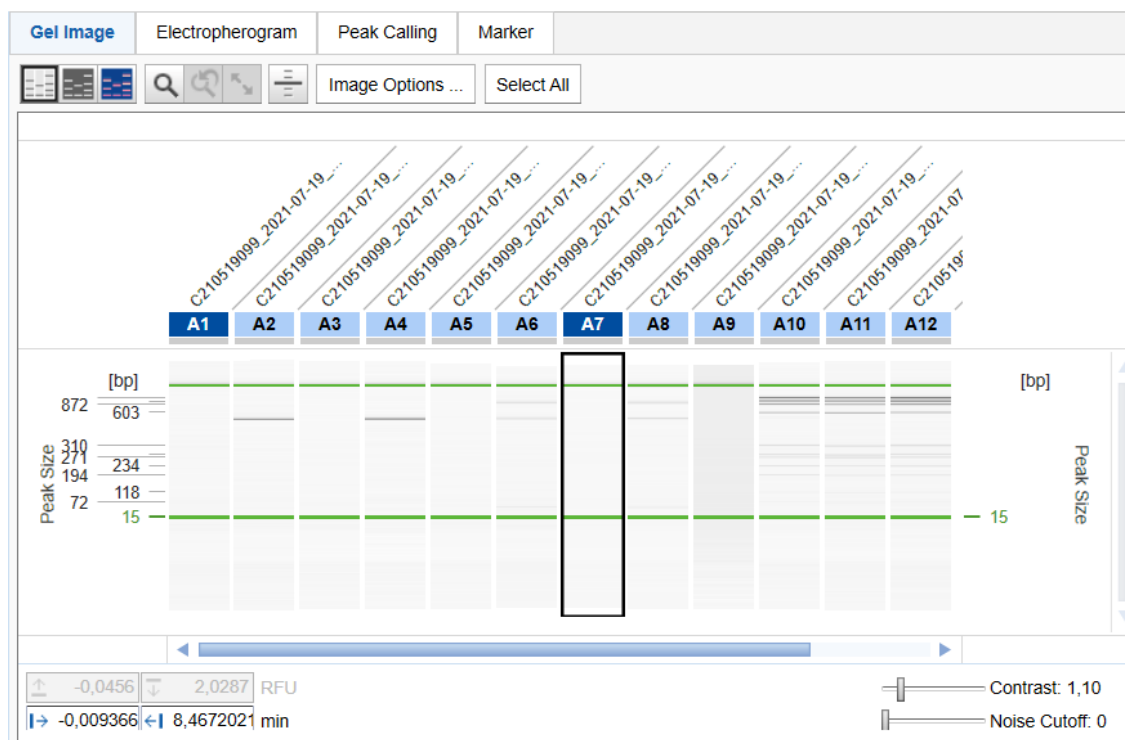 Gel Image Electropherogram Peak Calling Marker
Image Options ... Select All
C210519099_2021-07-19_... C210519099_2021-07-19_... C210519099_2021-07-19_... C210519099_2021-07-19_... C210519099_2021-07-19_... C210519099_2021-07-19_... C210519099_2021-07-19_... C210519099_2021-07-19_... C210519099_2021-07-19_... C210519099_2021-07-19_... C210519099_2021-07 C210519
A1 A2 A3 A4 A5 A6 A7 A8 A9 A10 A11 A12
[bp] [bp]
872
603
310
271
234
194
118
72
15 15
Peak Size Peak Size
-0,0456 2,0287 RFU
-0,009366 8,4672021 min
Contrast: 1,10
Noise Cutoff: 0